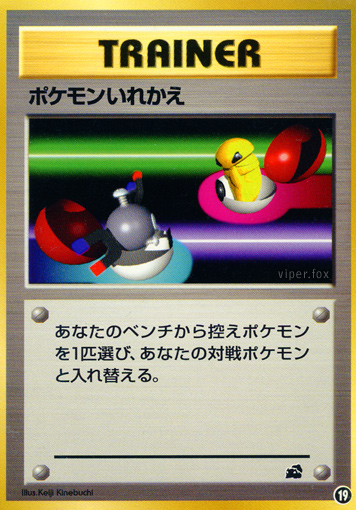 TRAINER
ポケモンいれかえ
viper.fox
あなたのベンチから控えポケモン
を1匹選び、あなたの対戦ポケモン
と入れ替える。
Illus.Keiji Kinebuchi
19